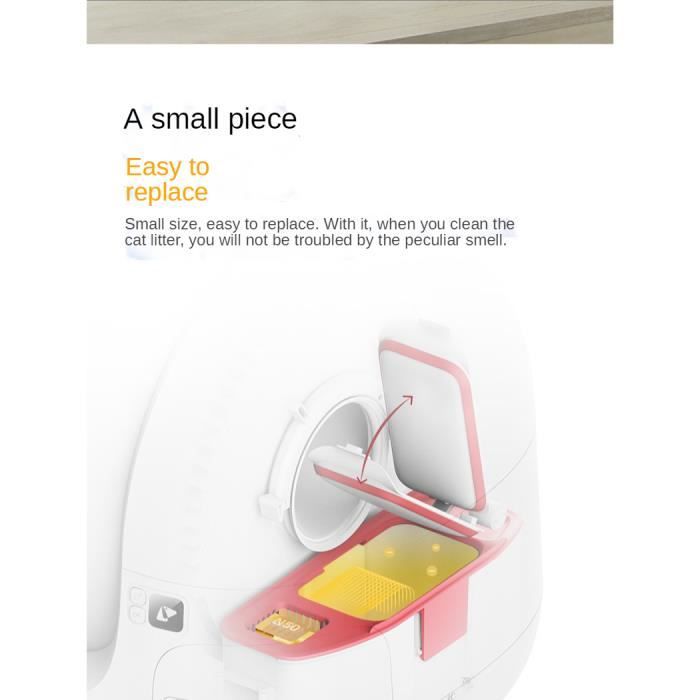 A small piece
Easy to
replace
Small size, easy to replace. With it, when you clean the
cat litter, you will not be troubled by the peculiar smell.
N50